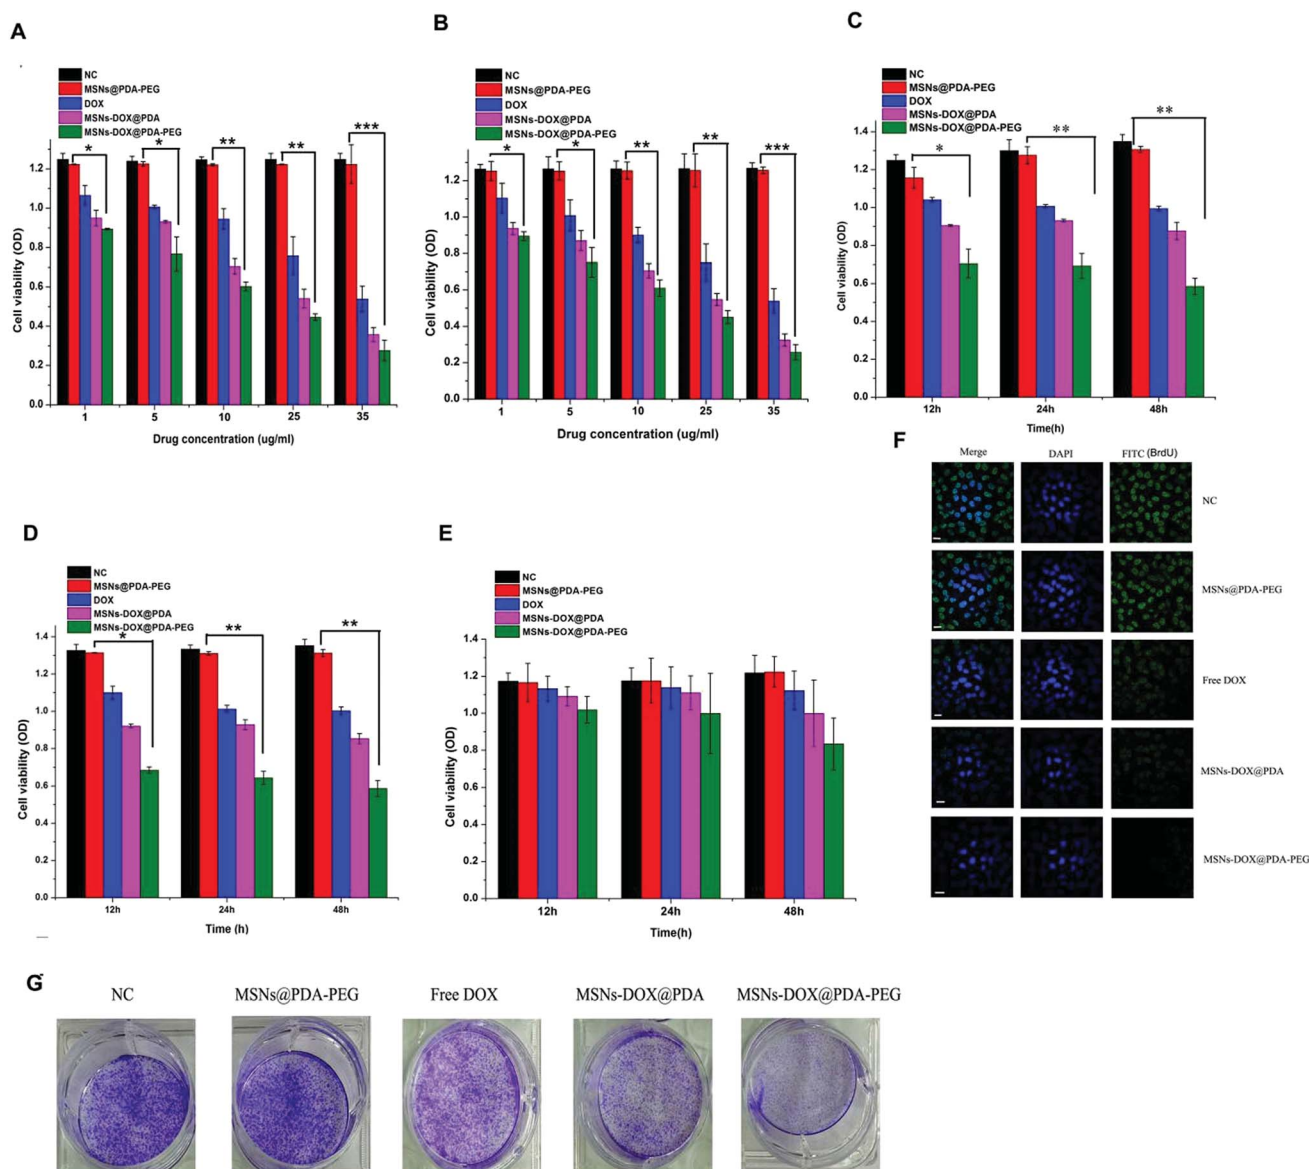 A
NC
MSNs@PDA-PEG
DOX
MSNs-DOX@PDA
MSNs-DOX@PDA-PEG
* * ** ** ***
Cell viability (OD)
1.2
1.0
0.8
0.6
0.4
0.2
0.0
1 5 10 25 35
Drug concentration (ug/ml)
B
NC
MSNs@PDA-PEG
DOX
MSNs-DOX@PDA
MSNs-DOX@PDA-PEG
* * ** ** ***
Cell viability (OD)
1.2
1.0
0.8
0.6
0.4
0.2
0.0
1 5 10 25 35
Drug concentration (ug/ml)
C
NC
MSNs@PDA-PEG
DOX
MSNs-DOX@PDA
MSNs-DOX@PDA-PEG
* ** **
Cell viability (OD)
1.4
1.2
1.0
0.8
0.6
0.4
0.2
0.0
12h 24h 48h
Time(h)
D
NC
MSNs@PDA-PEG
DOX
MSNs-DOX@PDA
MSNs-DOX@PDA-PEG
* ** **
Cell viability (OD)
1.4
1.2
1.0
0.8
0.6
0.4
0.2
0.0
12h 24h 48h
Time (h)
E
NC
MSNs@PDA-PEG
DOX
MSNs-DOX@PDA
MSNs-DOX@PDA-PEG
Cell viability (OD)
1.4
1.2
1.0
0.8
0.6
0.4
0.2
0.0
12h 24h 48h
Time(h)
F
Merge DAPI FITC (BrdU)
NC
MSNs@PDA-PEG
Free DOX
MSNs-DOX@PDA
MSNs-DOX@PDA-PEG
G
NC MSNs@PDA-PEG Free DOX MSNs-DOX@PDA MSNs-DOX@PDA-PEG